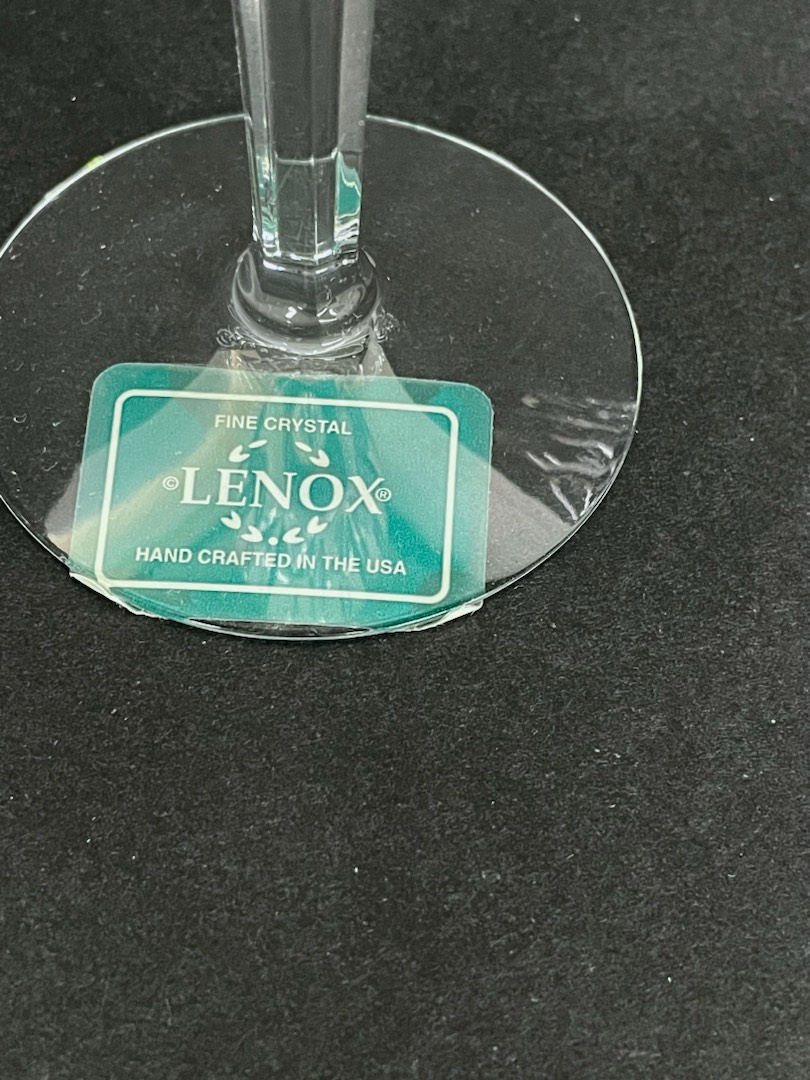 FINE CRYSTAL
©LENOX®
HAND CRAFTED IN THE USA